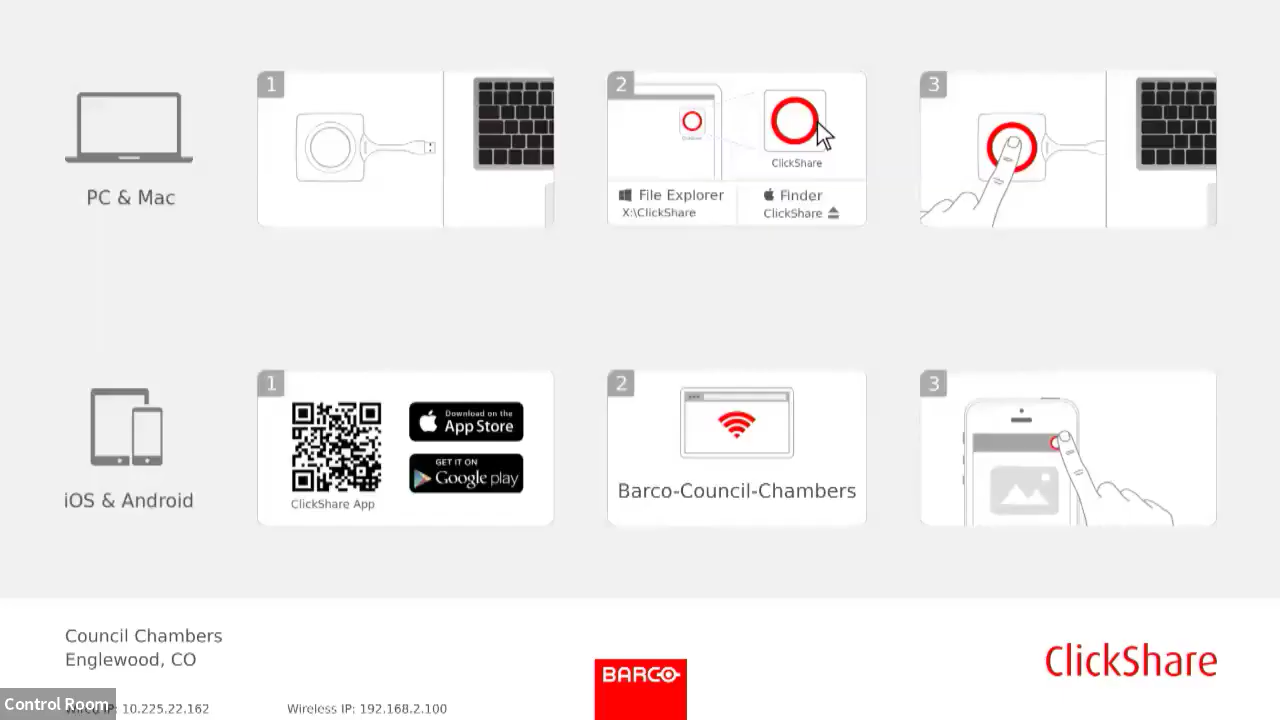 1
2
3
PC & Mac
ClickShare
File Explorer
X:\ClickShare
Finder
ClickShare
1
2
3
Download on the
App Store
GET IT ON
Google play
ClickShare App
Barco-Council-Chambers
iOS & Android
Council Chambers
Englewood, CO
ClickShare
BARCO
Control Room
Wired IP: 10.225.22.162
Wireless IP: 192.168.2.100